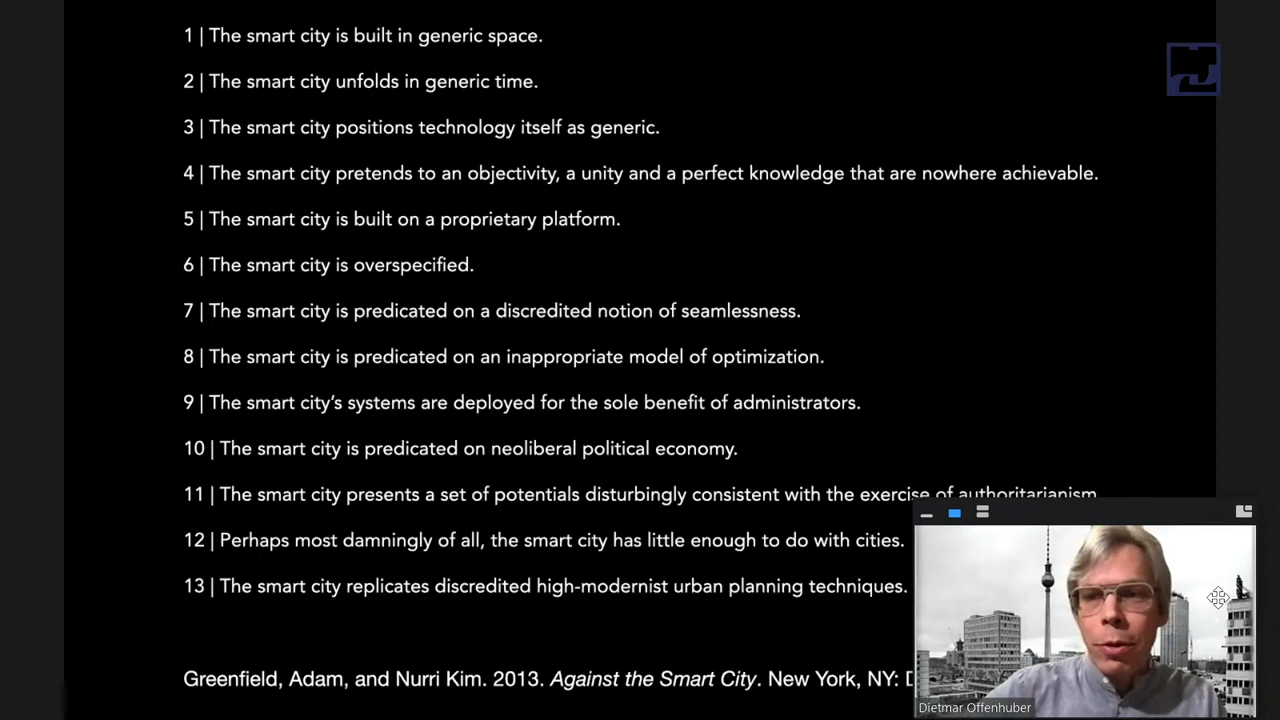 1 | The smart city is built in generic space.
2 | The smart city unfolds in generic time.
3 | The smart city positions technology itself as generic.
4 | The smart city pretends to an objectivity, a unity and a perfect knowledge that are nowhere achievable.
5 | The smart city is built on a proprietary platform.
6 | The smart city is overspecified.
7 | The smart city is predicated on a discredited notion of seamlessness.
8 | The smart city is predicated on an inappropriate model of optimization.
9 | The smart city’s systems are deployed for the sole benefit of administrators.
10 | The smart city is predicated on neoliberal political economy.
11 | The smart city presents a set of potentials disturbingly consistent with the exercise of authoritarianism
12 | Perhaps most damningly of all, the smart city has little enough to do with cities.
13 | The smart city replicates discredited high-modernist urban planning techniques.
Greenfield, Adam, and Nurri Kim. 2013. Against the Smart City. New York, NY:
Dietmar Offenhuber